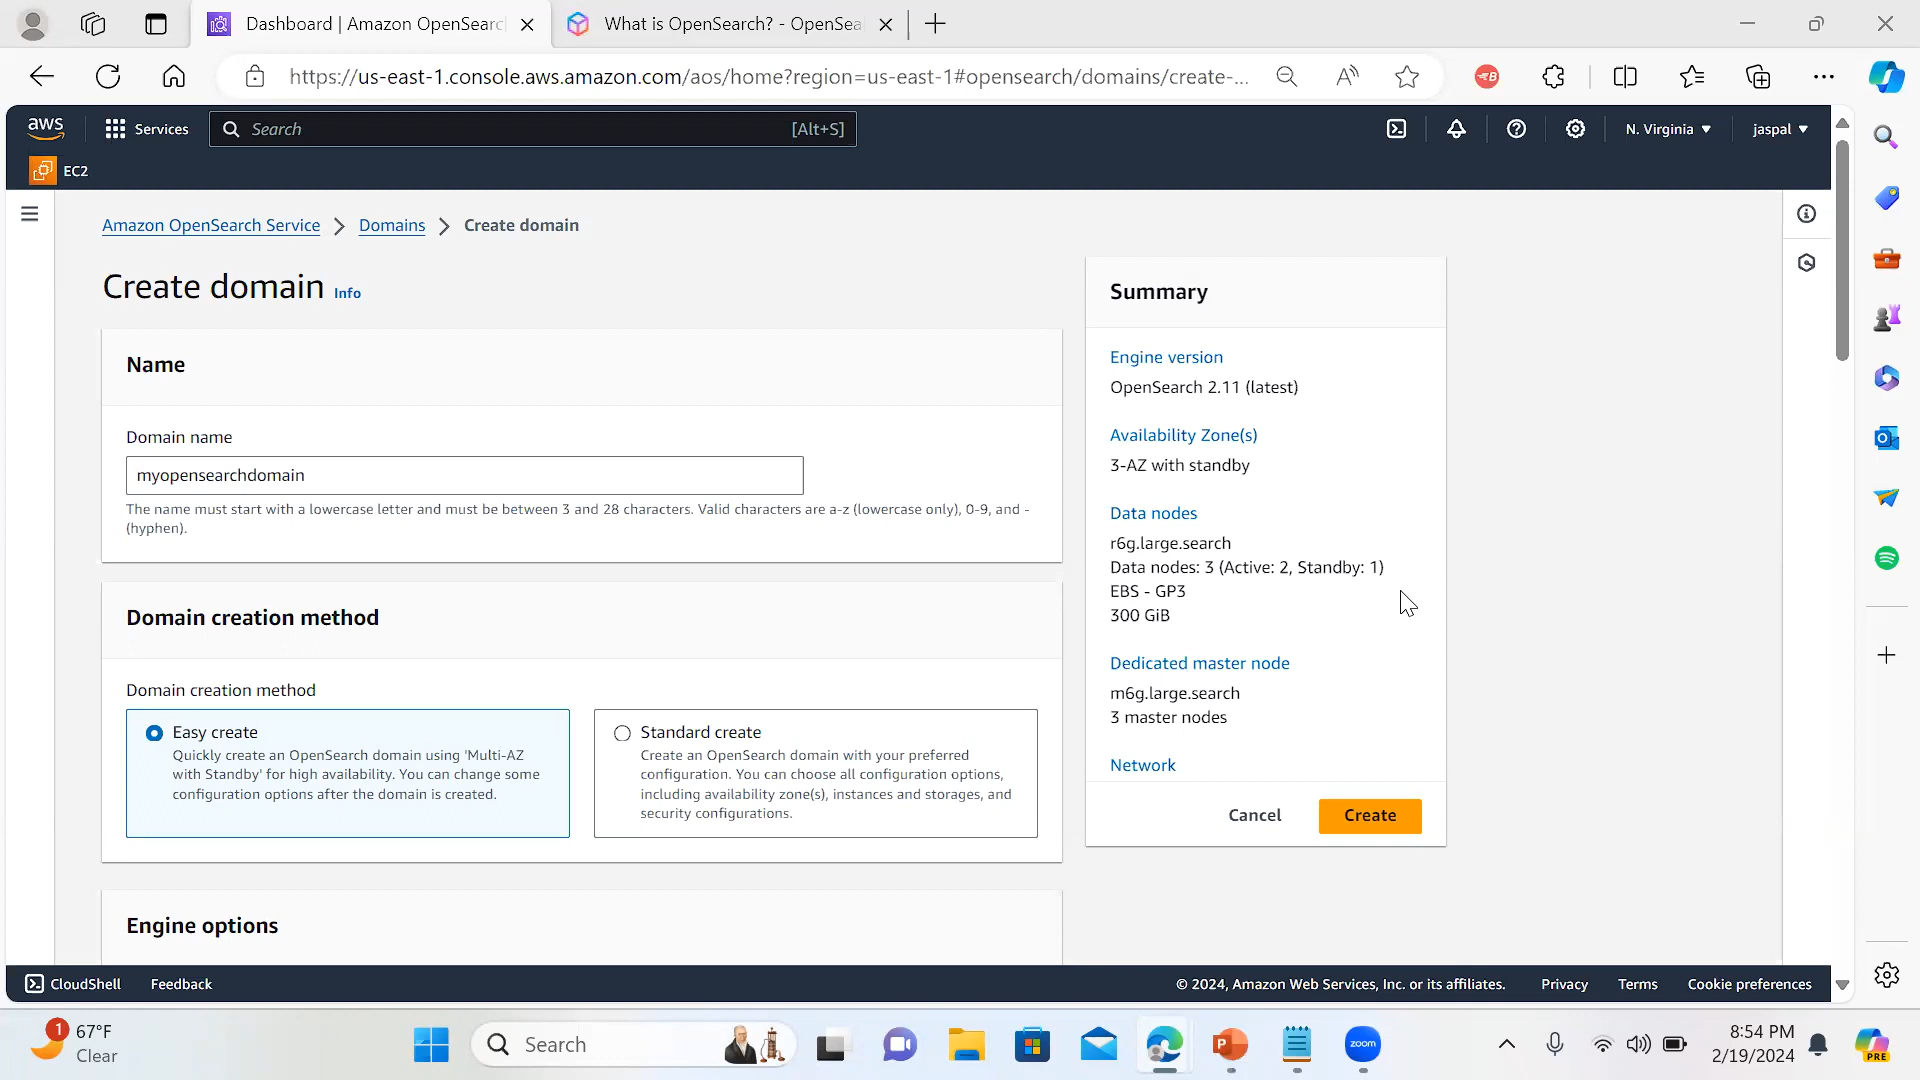 Dashboard | Amazon OpenSearc
What is OpenSearch? - OpenSea
https://us-east-1.console.aws.amazon.com/aos/home?region=us-east-1#opensearch/domains/create-...
aws
Services
Search
[Alt+S]
N. Virginia
jaspal
EC2
Amazon OpenSearch Service
Domains
Create domain
Create domain Info
Name
Domain name
myopensearchdomain
The name must start with a lowercase letter and must be between 3 and 28 characters. Valid characters are a-z (lowercase only), 0-9, and -
(hyphen).
Domain creation method
Domain creation method
Easy create
Quickly create an OpenSearch domain using 'Multi-AZ
with Standby' for high availability. You can change some
configuration options after the domain is created.
Standard create
Create an OpenSearch domain with your preferred
configuration. You can choose all configuration options,
including availability zone(s), instances and storages, and
security configurations.
Engine options
Summary
Engine version
OpenSearch 2.11 (latest)
Availability Zone(s)
3-AZ with standby
Data nodes
r6g.large.search
Data nodes: 3 (Active: 2, Standby: 1)
EBS - GP3
300 GiB
Dedicated master node
m6g.large.search
3 master nodes
Network
Cancel
Create
CloudShell
Feedback
© 2024, Amazon Web Services, Inc. or its affiliates.
Privacy
Terms
Cookie preferences
1
67°F
Clear
Search
zoom
8:54 PM
2/19/2024
PRE